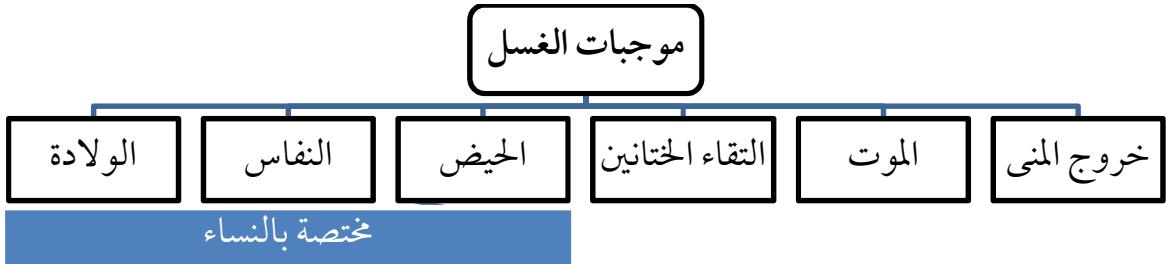 موجبات الغسل
خروج المنى
الموت
التقاء الختانين
الحيض
النفاس
الولادة
مختصة بالنساء